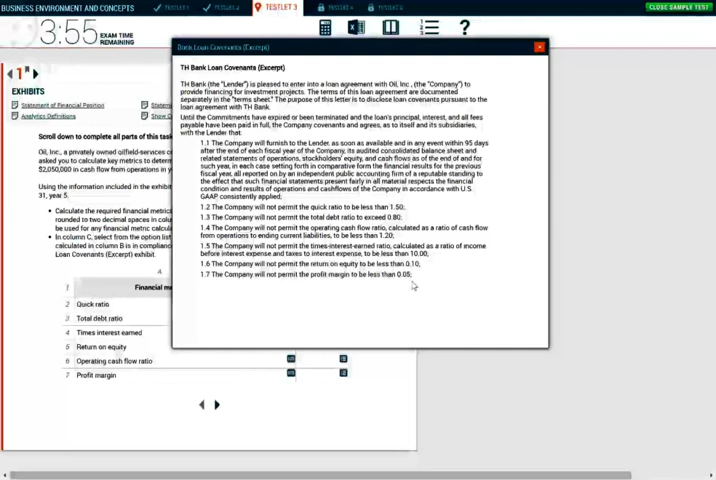 BUSINESS ENVIRONMENT AND CONCEPTS TESTLET 1 TESTLET 2 TESTLET 3 TESTLET 4 TESTLET 5 CLOSE SAMPLE TEST
3:55 EXAM TIME
REMAINING
1
EXHIBITS
Statement of Financial Position
Analytics Definitions
Show
Scroll down to complete all parts of this
Oil, Inc., a privately owned oilfield-services
asked you to calculate key metrics to
$2,050,000 in cash flow from operations in
Using the information included in the
31, year 5.
• Calculate the required financial
rounded to two decimal spaces in
be used for any financial metric
• In column C, select from the option
calculated in column B is in
Loan Covenants (Excerpt) exhibit.
A
1 Financial
2 Quick ratio
3 Total debt ratio
4 Times interest earned
5 Return on equity
6 Operating cash flow ratio
7 Profit margin
Bank Loan Covenants (Excerpt)
TH Bank Loan Covenants (Excerpt)
TH Bank (the "Lender") is pleased to enter into a loan agreement with Oil, Inc., (the "Company") to
provide financing for investment projects. The terms of this loan agreement are documented
separately in the "terms sheet." The purpose of this letter is to disclose loan covenants pursuant to the
loan agreement with TH Bank.
Until the Commitments have expired or been terminated and the loan's principal, interest, and all fees
payable have been paid in full, the Company covenants and agrees, as to itself and its subsidiaries,
with the Lender that:
1.1 The Company will furnish to the Lender, as soon as available and in any event within 95 days
after the end of each fiscal year of the Company, its audited consolidated balance sheet and
related statements of operations, stockholders' equity, and cash flows as of the end of and for
such year, in each case setting forth in comparative form the financial results for the previous
fiscal year, all reported on by an independent public accounting firm of a reputable standing to
the effect that such financial statements present fairly in all material respects the financial
condition and results of operations and cashflows of the Company in accordance with U.S.
GAAP consistently applied;
1.2 The Company will not permit the quick ratio to be less than 1.50;
1.3 The Company will not permit the total debt ratio to exceed 0.80;
1.4 The Company will not permit the operating cash flow ratio, calculated as a ratio of cash flow
from operations to ending current liabilities, to be less than 1.20;
1.5 The Company will not permit the times-interest-earned ratio, calculated as a ratio of income
before interest expense and taxes to interest expense, to be less than 10.00;
1.6 The Company will not permit the return on equity to be less than 0.10;
1.7 The Company will not permit the profit margin to be less than 0.05;